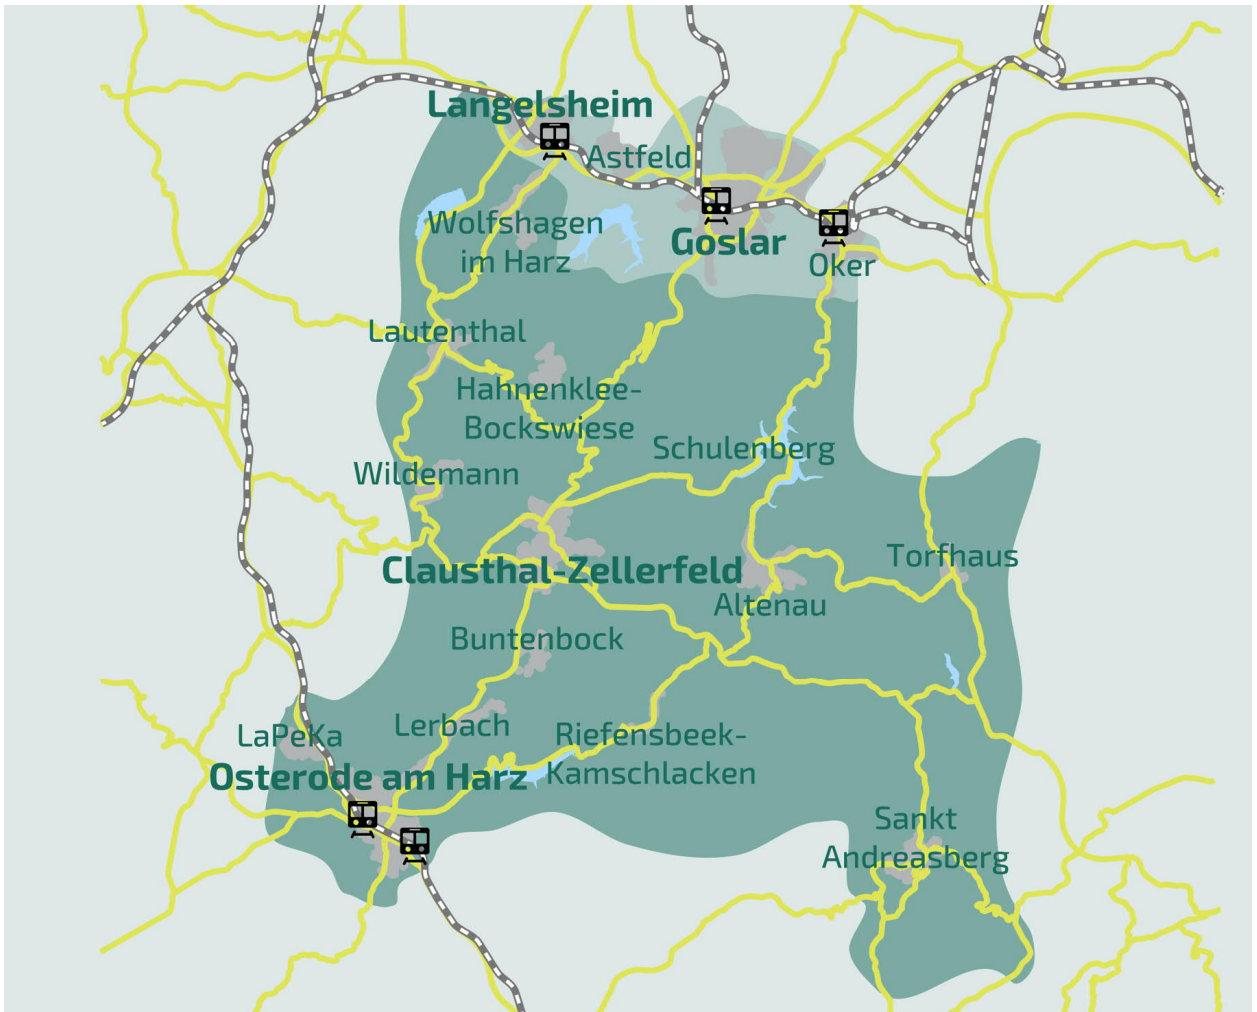 Langelsheim
Astfeld
Wolfshagen
im Harz
Goslar
Oker
Lautenthal
Hahnenklee-
Bockswiese
Schulenberg
Wildemann
Torfhaus
Clausthal-Zellerfeld
Altenau
Buntenbock
Lerbach
LaPeKa
Riefensbeek-
Kamschlacken
Osterode am Harz
Sankt
Andreasberg